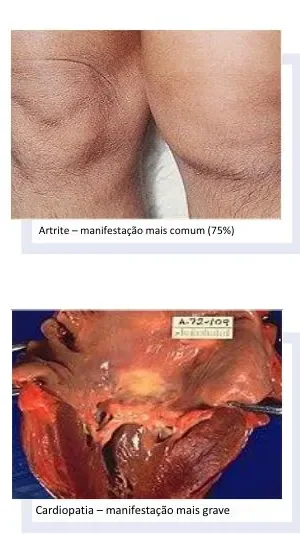 Artrite – manifestação mais comum (75%)
A-72-109
Cardiopatia – manifestação mais grave